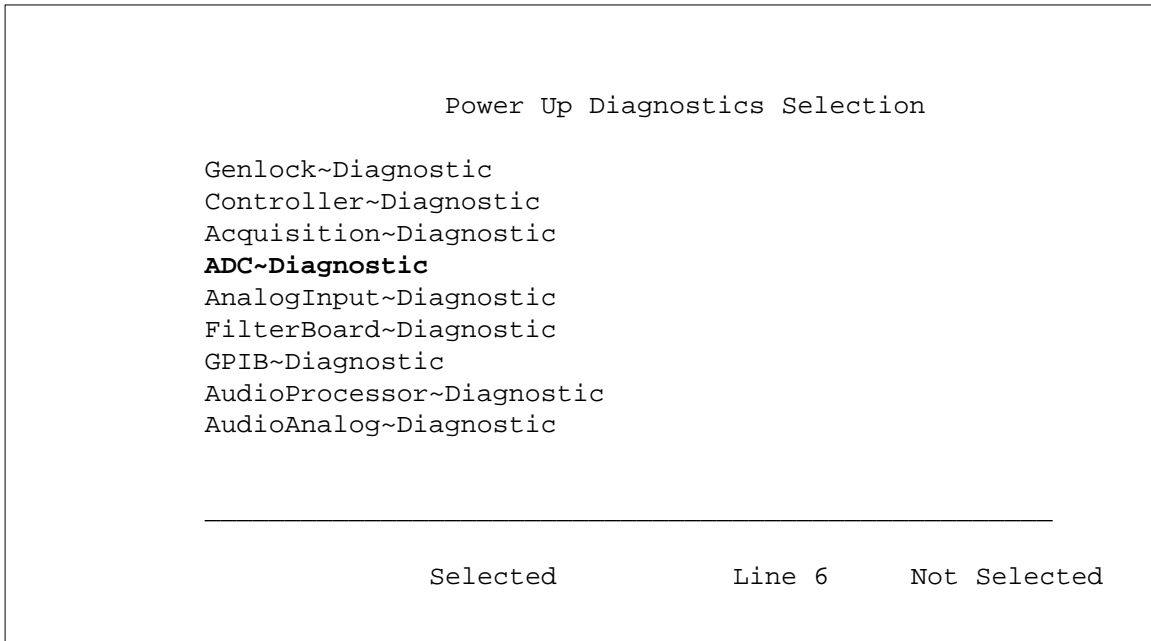 Power Up Diagnostics Selection
Genlock~Diagnostic
Controller~Diagnostic
Acquisition~Diagnostic
ADC~Diagnostic
AnalogInput~Diagnostic
FilterBoard~Diagnostic
GPIB~Diagnostic
AudioProcessor~Diagnostic
AudioAnalog~Diagnostic
Selected Line 6 Not Selected